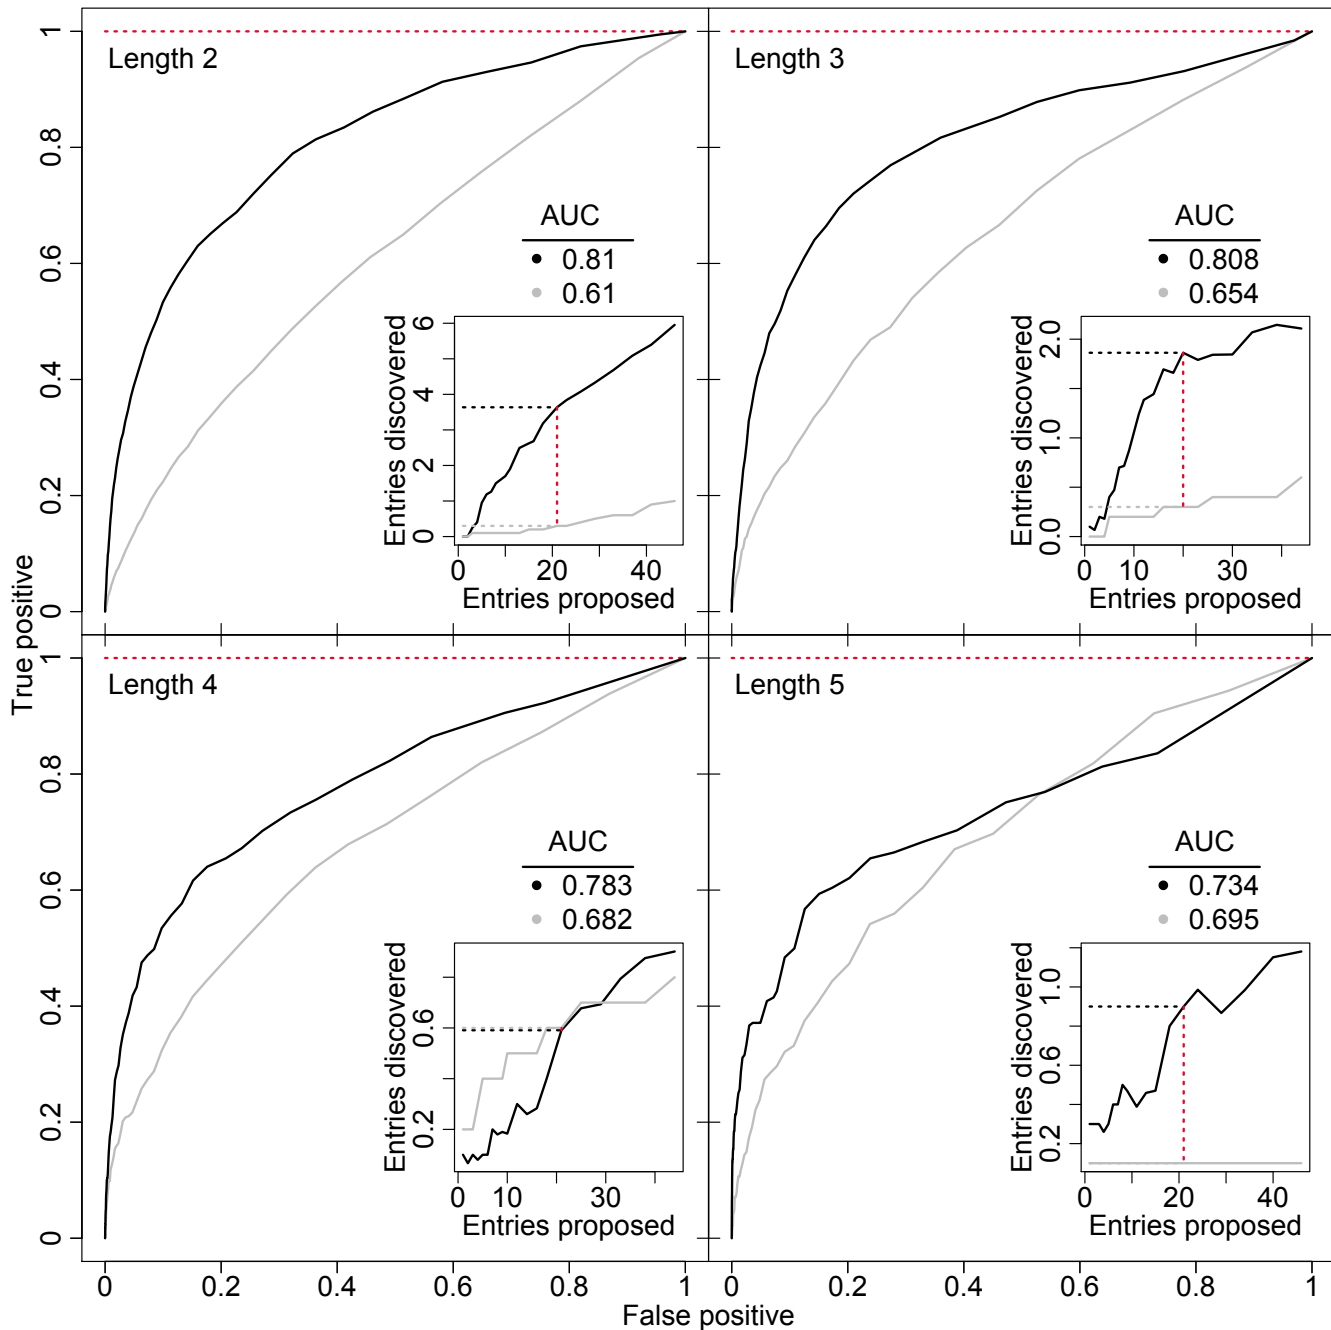 True positive
False positive
Length 2
1
0.8
0.6
0.4
0.2
0
AUC
0.81
0.61
Entries discovered
6
4
2
0
0 20 40
Entries proposed
Length 3
AUC
0.808
0.654
Entries discovered
2.0
1.0
0.0
10 30
Entries proposed
Length 4
1
0.8
0.6
0.4
0.2
0
AUC
0.783
0.682
Entries discovered
0.6
0.2
0 10 30
Entries proposed
0 0.2 0.4 0.6 0.8 1
Length 5
AUC
0.734
0.695
Entries discovered
1.0
0.6
0.2
0 20 40
Entries proposed
0 0.2 0.4 0.6 0.8 1